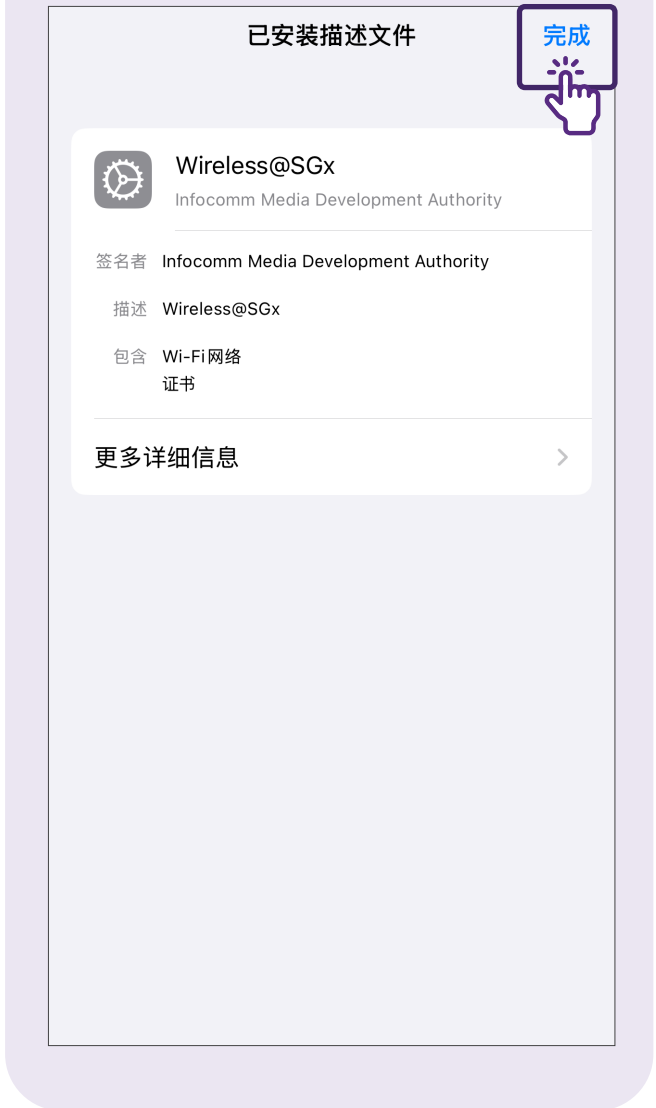 已安装描述文件
完成
Wireless@SGx
Infocomm Media Development Authority
签名者 Infocomm Media Development Authority
描述 Wireless@SGx
包含 Wi-Fi网络
证书
更多详细信息